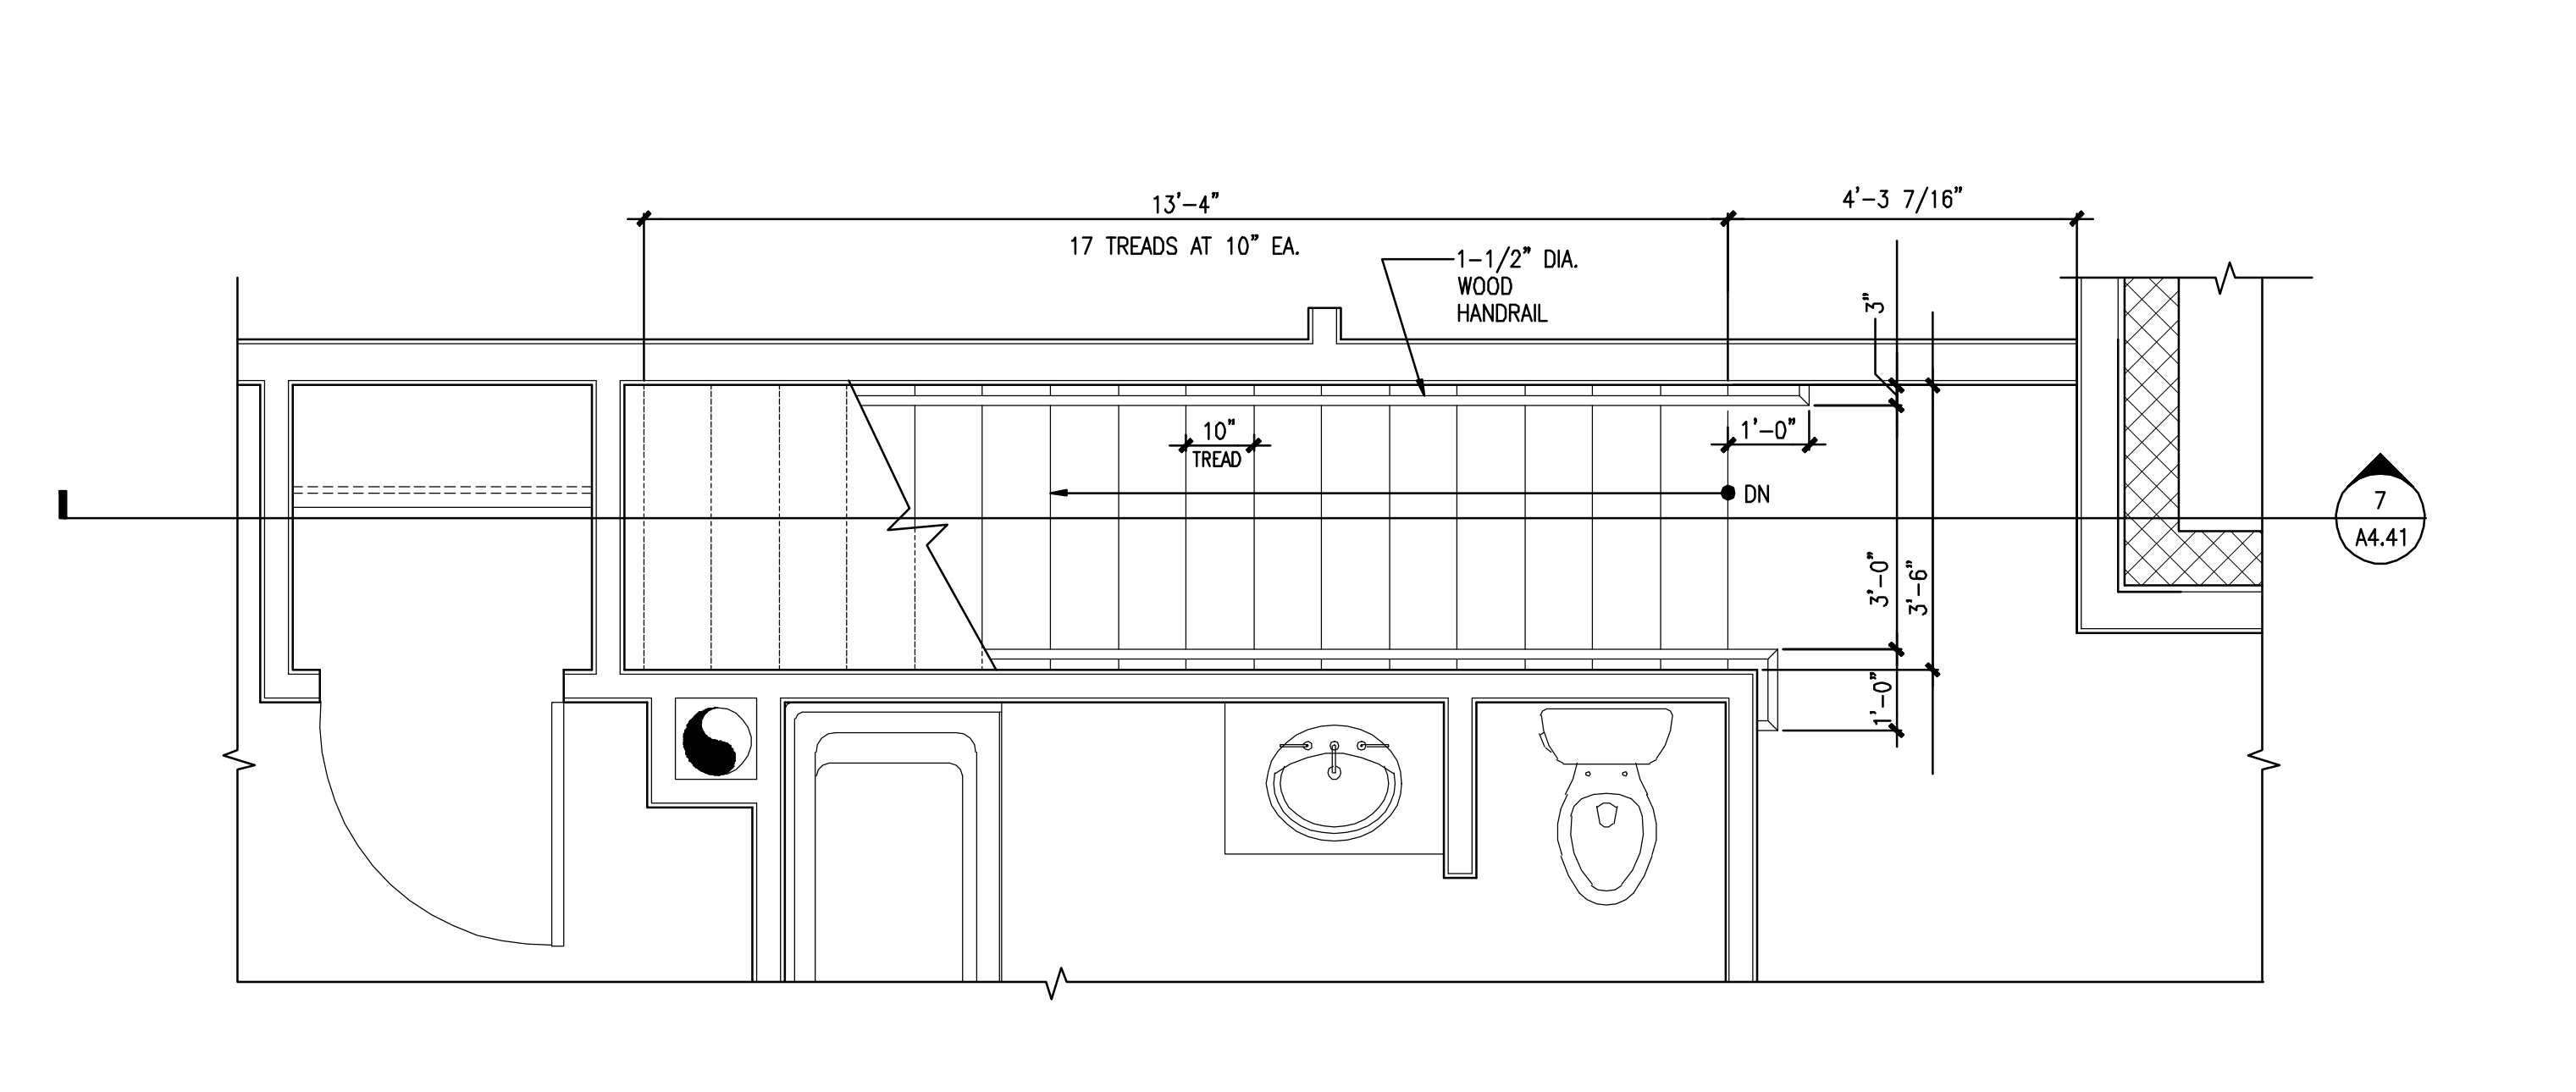 13'-4"
4'-3 7/16"
17 TREADS AT 10" EA.
1-1/2" DIA.
WOOD
HANDRAIL
3"
10"
TREAD
1'-0"
DN
7
A4.41
3'-0"
3'-6"
1'-0"